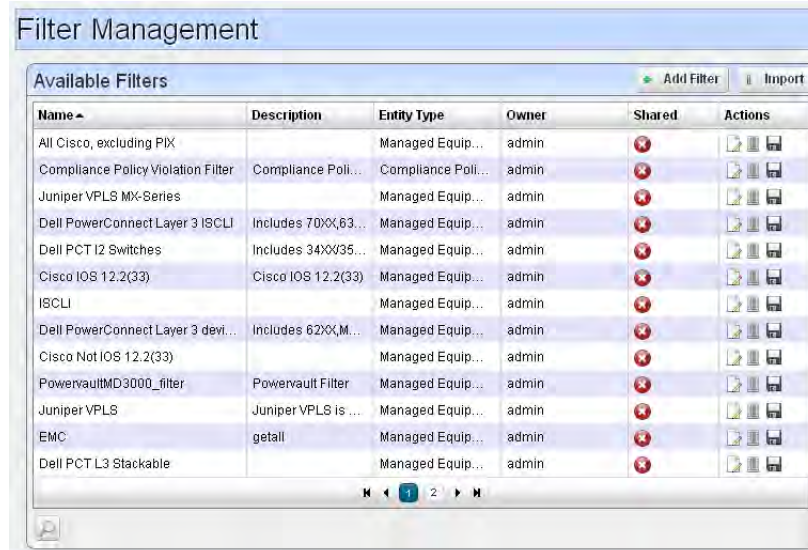 Filter Management
Available Filters Add Filter Import
Name Description Entity Type Owner Shared Actions
All Cisco, excluding PIX Managed Equip... admin
Compliance Policy Violation Filter Compliance Poli... Compliance Poli... admin
Juniper VPLS MX-Series Managed Equip... admin
Dell PowerConnect Layer 3 ISCLI Includes 70XX,63... Managed Equip... admin
Dell PCT l2 Switches Includes 34XX/35... Managed Equip... admin
Cisco IOS 12.2(33) Cisco IOS 12.2(33) Managed Equip... admin
ISCLI Managed Equip... admin
Dell PowerConnect Layer 3 devi... Includes 62XX,M... Managed Equip... admin
Cisco Not IOS 12.2(33) Managed Equip... admin
PowervaultMD3000_filter Powervault Filter Managed Equip... admin
Juniper VPLS Juniper VPLS is ... Managed Equip... admin
EMC getall Managed Equip... admin
Dell PCT L3 Stackable Managed Equip... admin
1 2